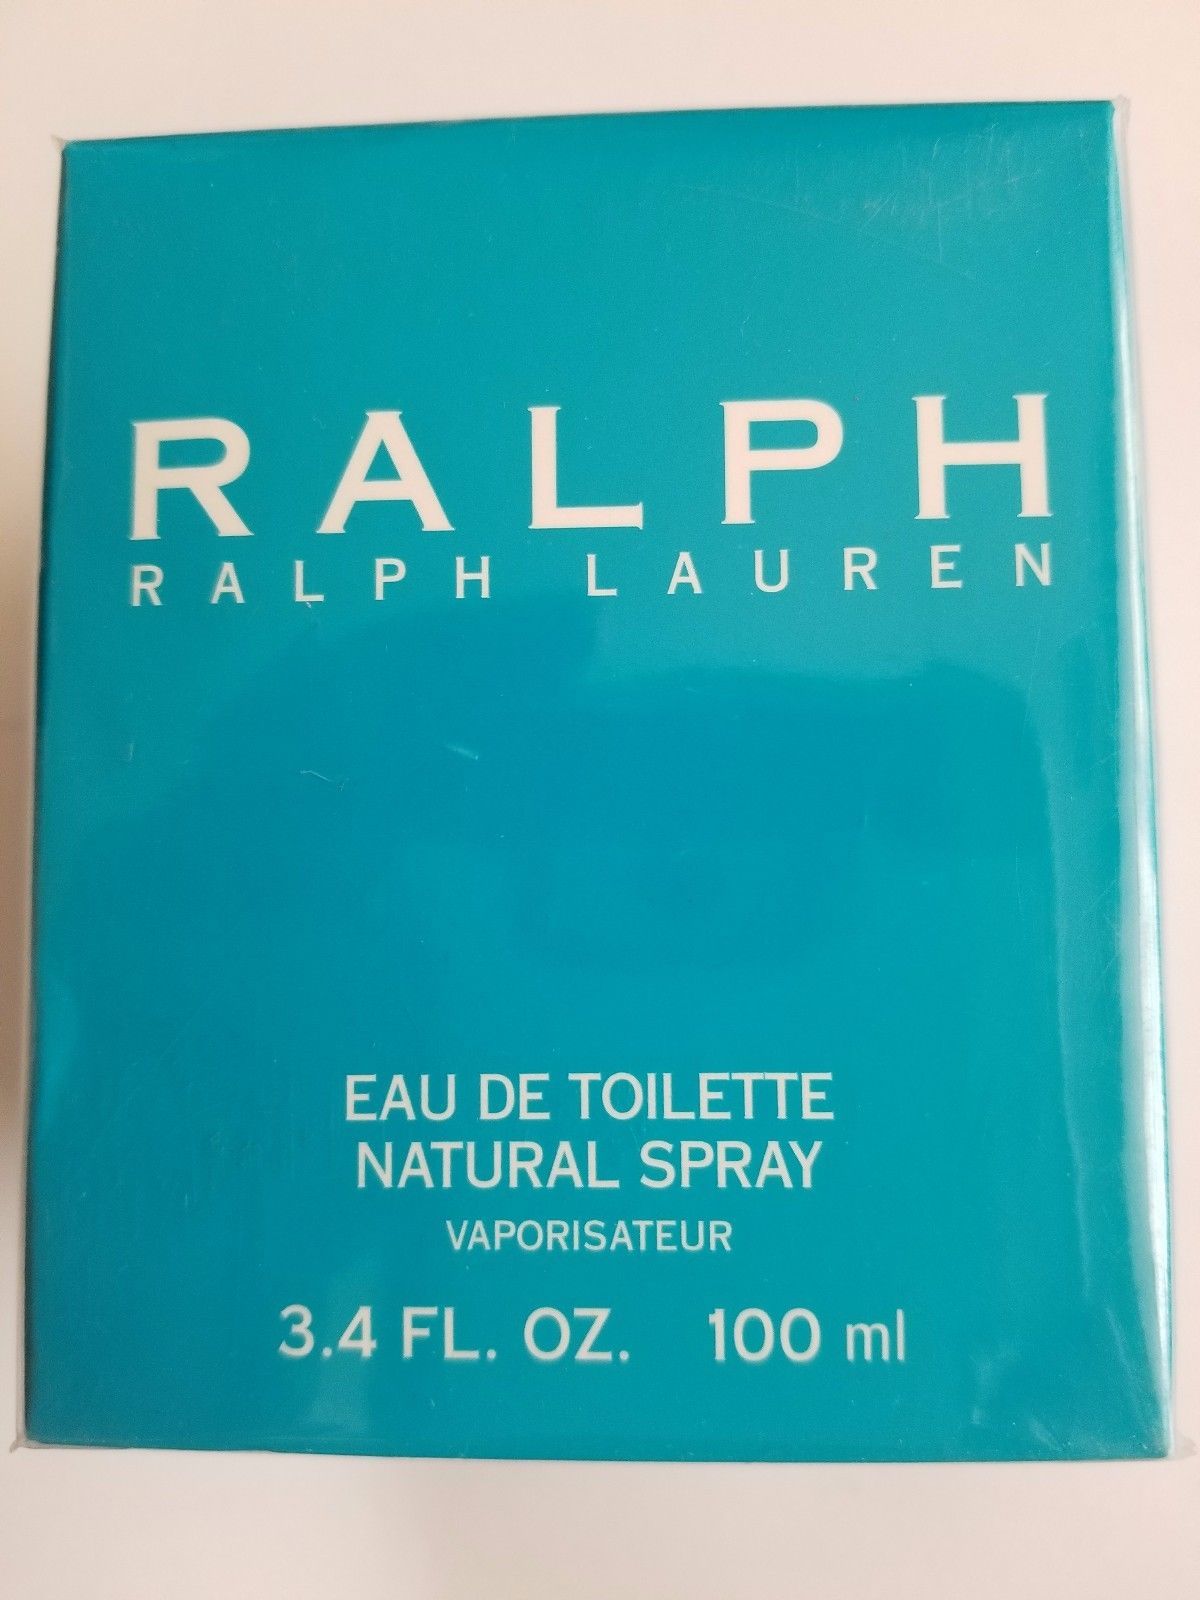 RALPH
RALPH LAUREN
EAU DE TOILETTE
NATURAL SPRAY
VAPORISATEUR
3.4 FL. OZ. 100 ml